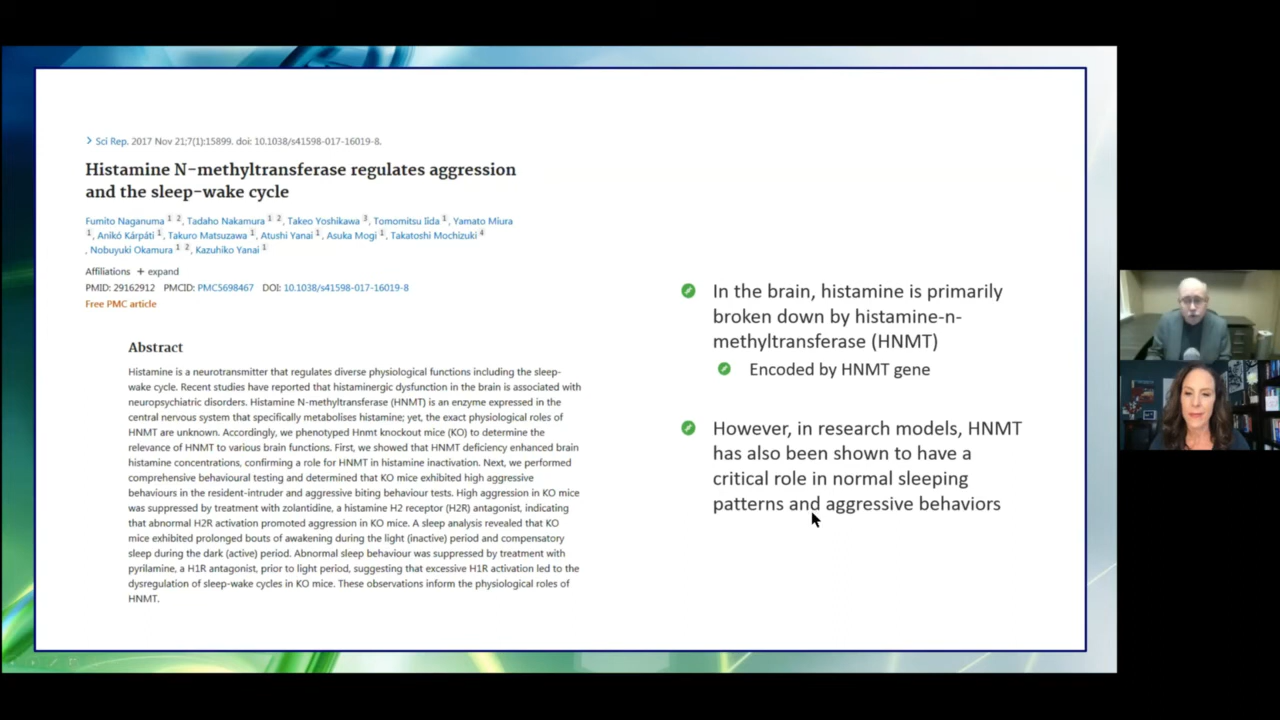 Sci Rep. 2017 Nov 21;7(1):15899. doi: 10.1038/s41598-017-16019-8.
Histamine N-methyltransferase regulates aggression
and the sleep-wake cycle
Fumito Naganuma 1 2, Tadaho Nakamura 1 2, Takeo Yoshikawa 3, Tomomitsu Iida 1, Yamato Miura
1, Anikó Kárpáti 1, Takuro Matsuzawa 1, Atushi Yanai 1, Asuka Mogi 1, Takatoshi Mochizuki 4
, Nobuyuki Okamura 1 2, Kazuhiko Yanai 1
Affiliations + expand
PMID: 29162912 PMCID: PMC5698467 DOI: 10.1038/s41598-017-16019-8
Free PMC article
Abstract
Histamine is a neurotransmitter that regulates diverse physiological functions including the sleep-
wake cycle. Recent studies have reported that histaminergic dysfunction in the brain is associated with
neuropsychiatric disorders. Histamine N-methyltransferase (HNMT) is an enzyme expressed in the
central nervous system that specifically metabolises histamine; yet, the exact physiological roles of
HNMT are unknown. Accordingly, we phenotyped Hnmt knockout mice (KO) to determine the
relevance of HNMT to various brain functions. First, we showed that HNMT deficiency enhanced brain
histamine concentrations, confirming a role for HNMT in histamine inactivation. Next, we performed
comprehensive behavioural testing and determined that KO mice exhibited high aggressive
behaviours in the resident-intruder and aggressive biting behaviour tests. High aggression in KO mice
was suppressed by treatment with zolantidine, a histamine H2 receptor (H2R) antagonist, indicating
that abnormal H2R activation promoted aggression in KO mice. A sleep analysis revealed that KO
mice exhibited prolonged bouts of awakening during the light (inactive) period and compensatory
sleep during the dark (active) period. Abnormal sleep behaviour was suppressed by treatment with
pyrilamine, a H1R antagonist, prior to light period, suggesting that excessive H1R activation led to the
dysregulation of sleep-wake cycles in KO mice. These observations inform the physiological roles of
HNMT.
In the brain, histamine is primarily
broken down by histamine-n-
methyltransferase (HNMT)
Encoded by HNMT gene
However, in research models, HNMT
has also been shown to have a
critical role in normal sleeping
patterns and aggressive behaviors